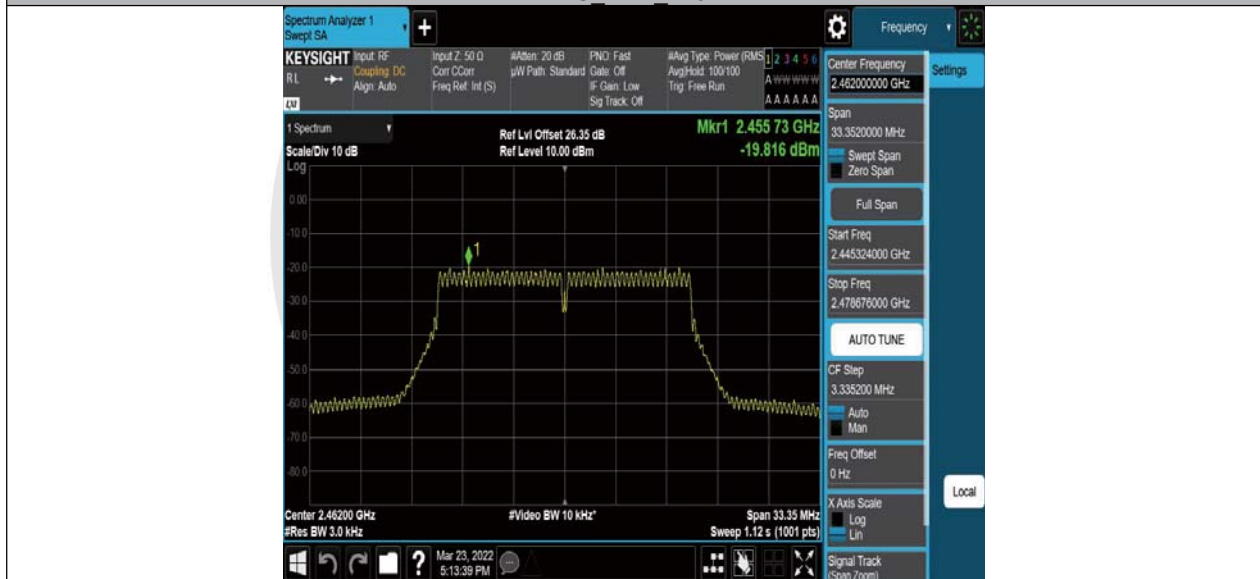 Spectrum Analyzer 1
Swept SA
+
Frequency
KEYSIGHT
RL
LXI
Input: RF
Coupling: DC
Align: Auto
Input Z: 50 Ω
Corr CCorr
Freq Ref: Int (S)
#Atten: 20 dB
µW Path: Standard
PNO: Fast
Gate: Off
IF Gain: Low
Sig Track: Off
#Avg Type: Power (RMS
Avg|Hold: 100/100
Trig: Free Run
1 2 3 4 5 6
A W W W W W
A A A A A A
Center Frequency
2.462000000 GHz
Settings
Span
33.3520000 MHz
Swept Span
Zero Span
Full Span
Start Freq
2.445324000 GHz
Stop Freq
2.478676000 GHz
AUTO TUNE
CF Step
3.335200 MHz
Auto
Man
Freq Offset
0 Hz
X Axis Scale
Log
Lin
Local
Signal Track
(Span Zoom)
1 Spectrum
Scale/Div 10 dB
Log
Ref Lvl Offset 26.35 dB
Ref Level 10.00 dBm
Mkr1 2.455 73 GHz
-19.816 dBm
0.00
-10.0
1
-20.0
-30.0
-40.0
-50.0
-60.0
-70.0
-80.0
Center 2.46200 GHz
#Res BW 3.0 kHz
#Video BW 10 kHz*
Span 33.35 MHz
Sweep 1.12 s (1001 pts)
?
Mar 23, 2022
5:13:39 PM